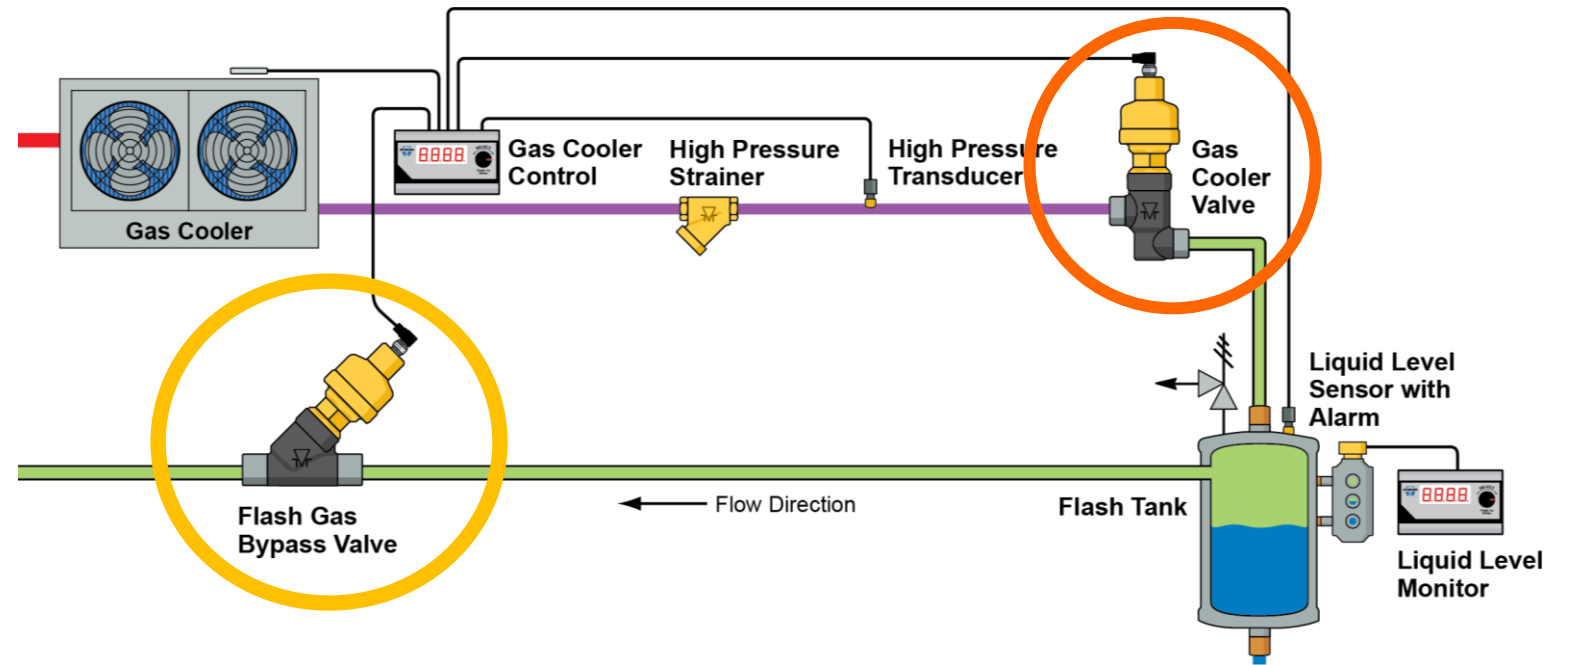 Gas Cooler
Control
High Pressure
Strainer
High Pressure
Transducer
Gas
Cooler
Valve
Gas Cooler
Liquid Level
Sensor with
Alarm
Flash Gas
Bypass Valve
Flow Direction
Flash Tank
Liquid Level
Monitor